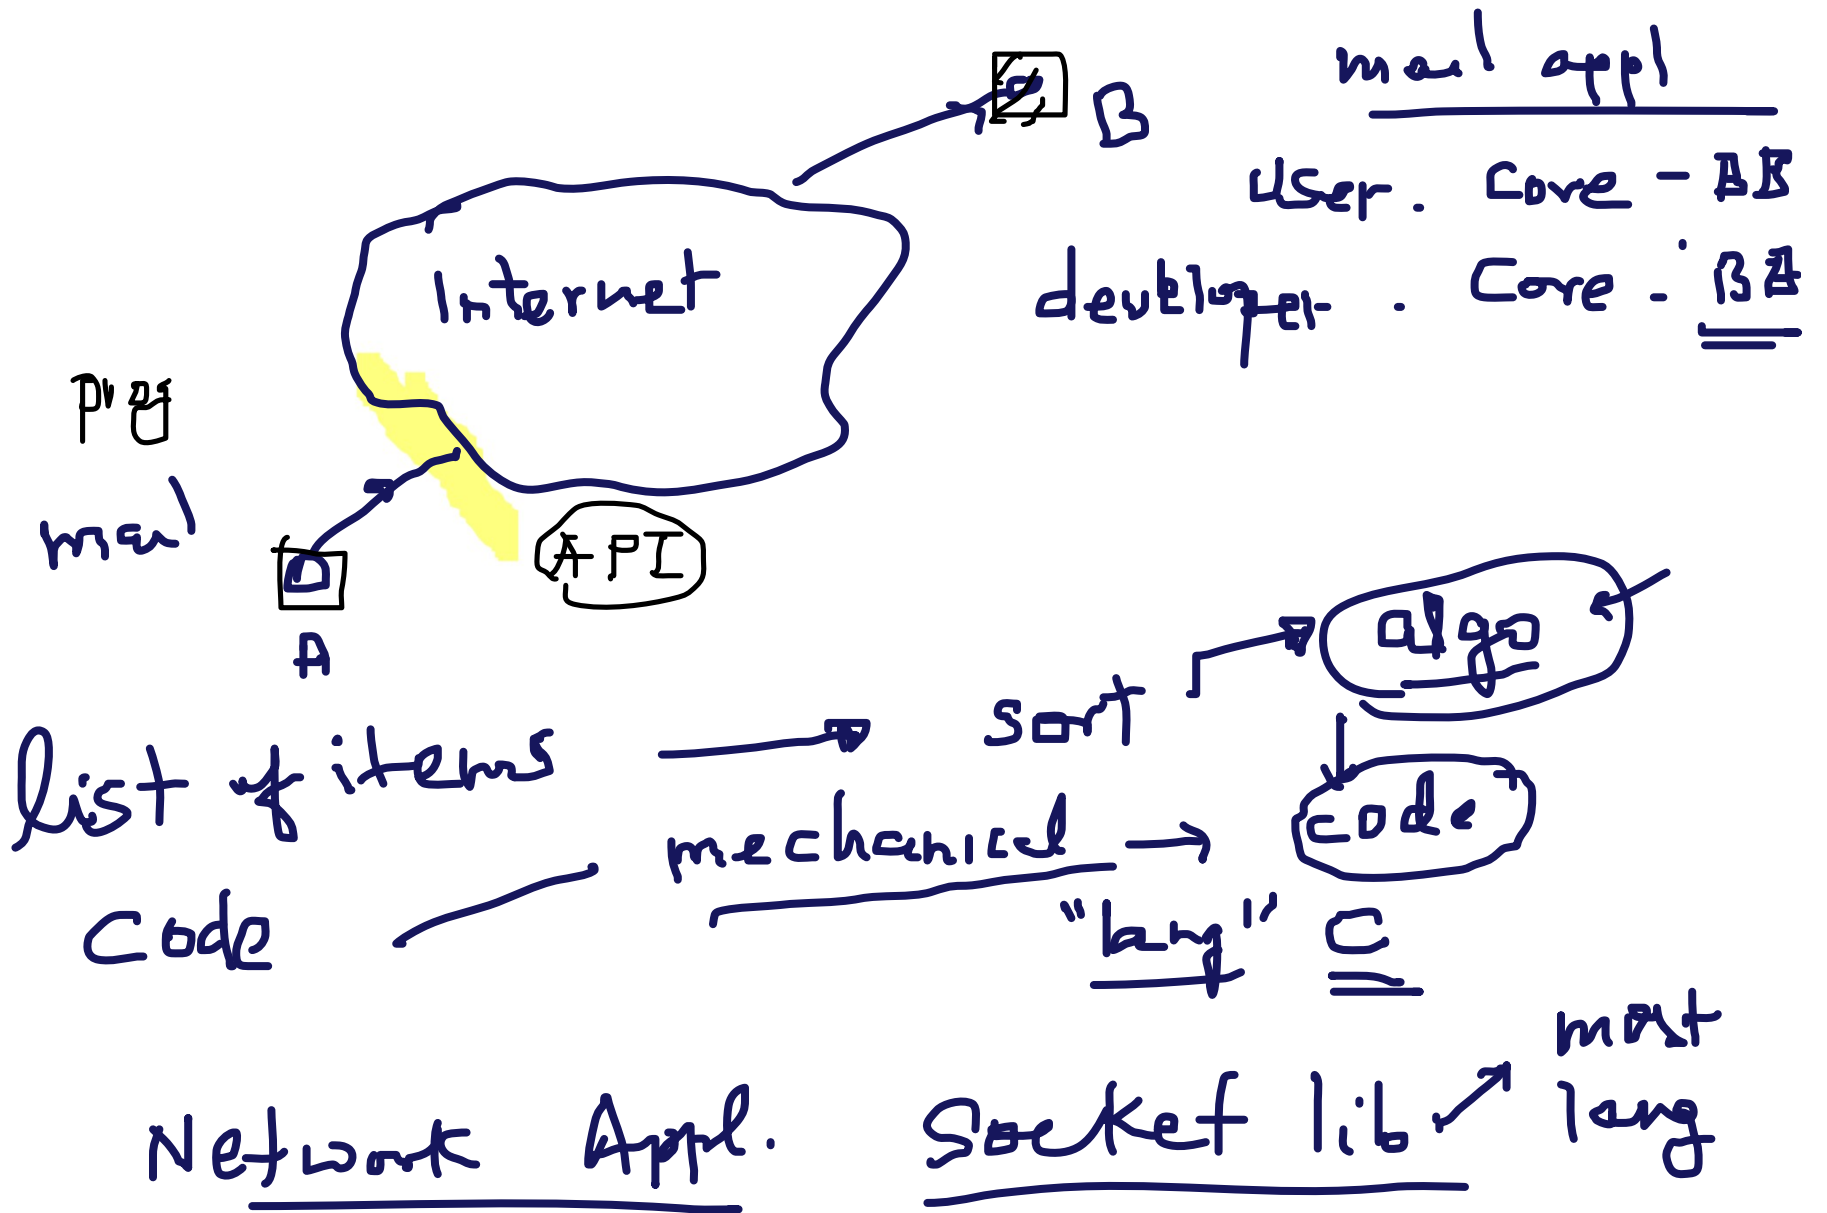 B
mail appl
user. Core - AB
developer. Core - BA
Internet
prog
mail
API
A
algo
sort
list of items
code
mechanical
Code
"lang" C
most
lang
Network Appl.
Socket lib